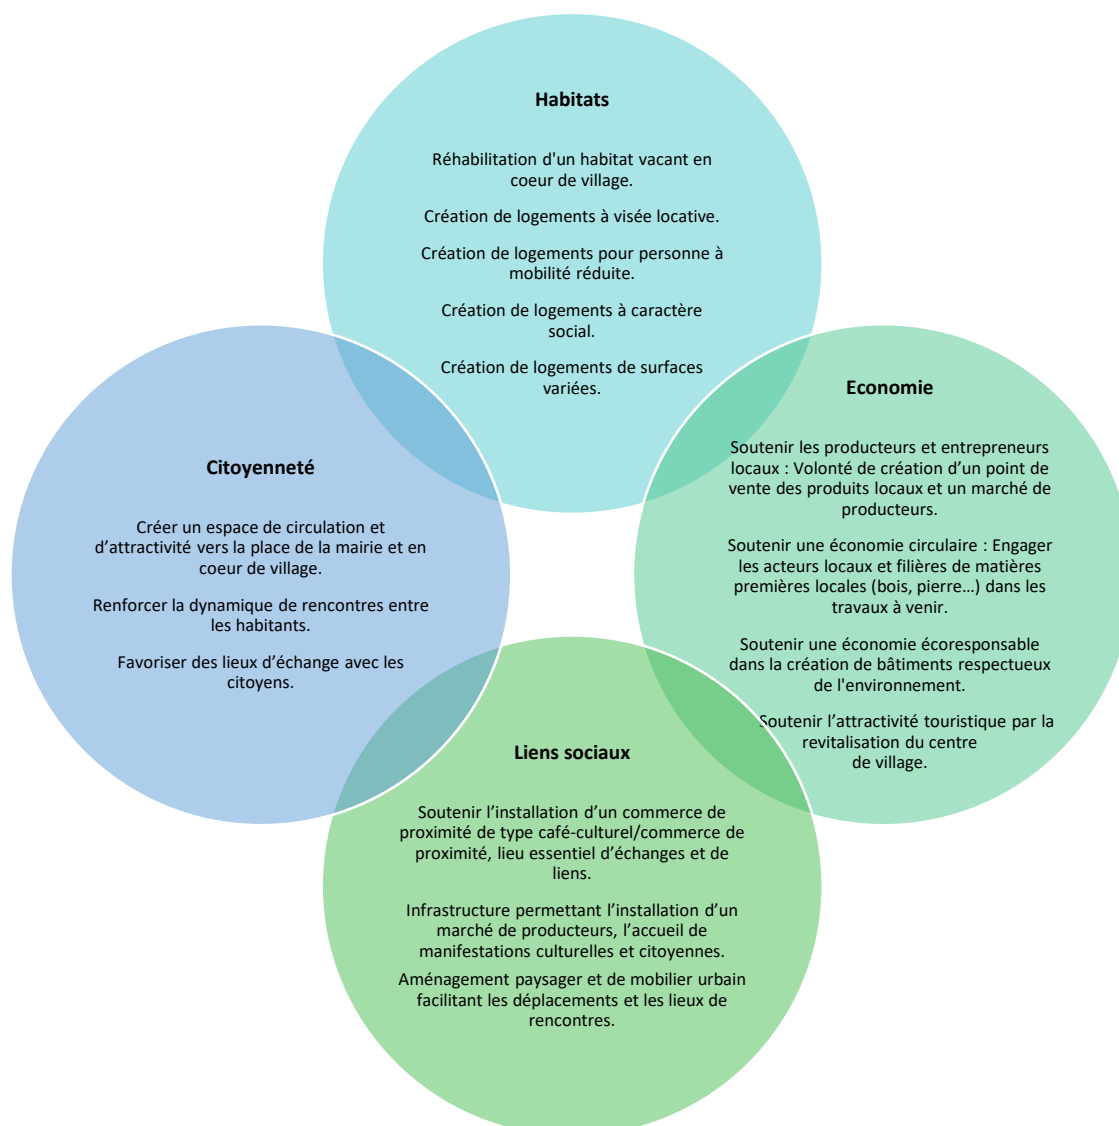 Habitats
Réhabilitation d'un habitat vacant en
coeur de village.
Création de logements à visée locative.
Création de logements pour personne à
mobilité réduite.
Création de logements à caractère
social.
Création de logements de surfaces
variées.
Economie
Soutenir les producteurs et entrepreneurs
locaux : Volonté de création d’un point de
vente des produits locaux et un marché de
producteurs.
Soutenir une économie circulaire : Engager
les acteurs locaux et filières de matières
premières locales (bois, pierre…) dans les
travaux à venir.
Soutenir une économie écoresponsable
dans la création de bâtiments respectueux
de l'environnement.
Soutenir l’attractivité touristique par la
revitalisation du centre
de village.
Liens sociaux
Soutenir l’installation d’un commerce de
proximité de type café-culturel/commerce de
proximité, lieu essentiel d’échanges et de
liens.
Infrastructure permettant l’installation d’un
marché de producteurs, l’accueil de
manifestations culturelles et citoyennes.
Aménagement paysager et de mobilier urbain
facilitant les déplacements et les lieux de
rencontres.
Citoyenneté
Créer un espace de circulation et
d’attractivité vers la place de la mairie et en
coeur de village.
Renforcer la dynamique de rencontres entre
les habitants.
Favoriser des lieux d’échange avec les
citoyens.